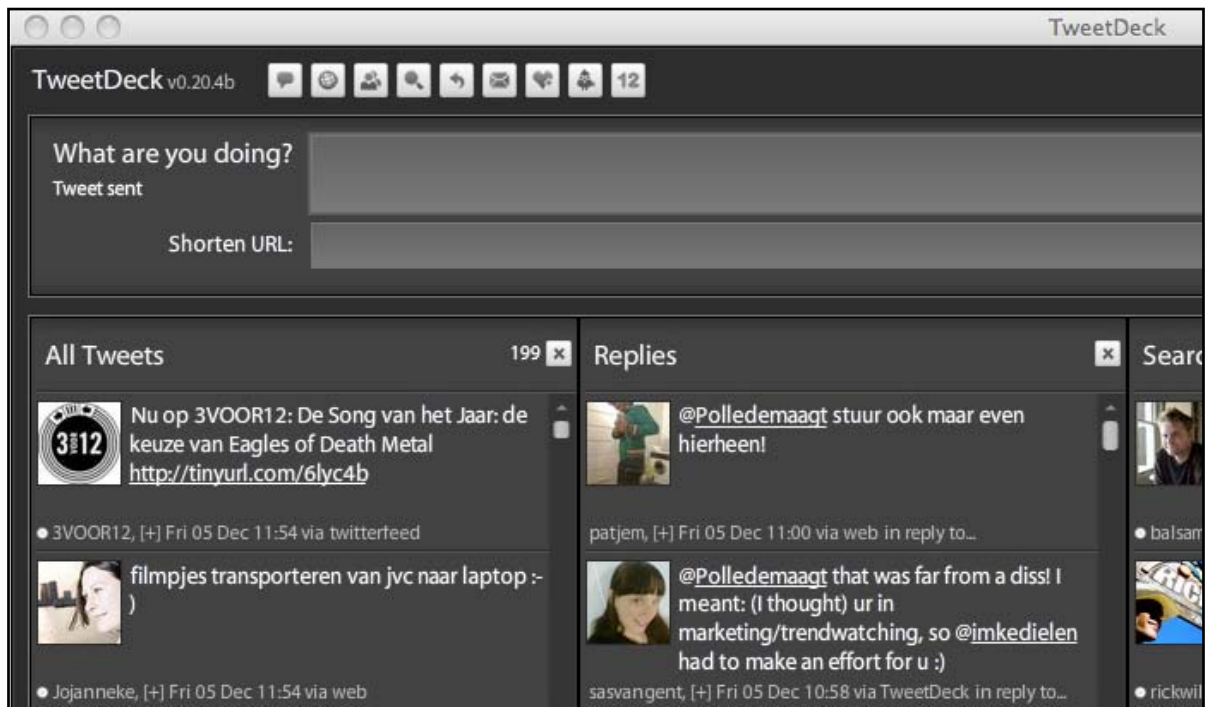 TweetDeck
TweetDeck v0.20.4b
12
What are you doing?
Tweet sent
Shorten URL:
All Tweets
199
3VOOR12
Nu op 3VOOR12: De Song van het Jaar: de
keuze van Eagles of Death Metal
http://tinyurl.com/6lyc4b
3VOOR12, [+] Fri 05 Dec 11:54 via twitterfeed
filmpjes transporteren van jvc naar laptop :-
)
Jojanneke, [+] Fri 05 Dec 11:54 via web
Replies
@Polledemaagt stuur ook maar even
hierheen!
patjem, [+] Fri 05 Dec 11:00 via web in reply to...
@Polledemaagt that was far from a diss! I
meant: (I thought) ur in
marketing/trendwatching, so @imkedielen
had to make an effort for u :)
sasvangent, [+] Fri 05 Dec 10:58 via TweetDeck in reply to...
Searc
balsam
RIC
rickwil